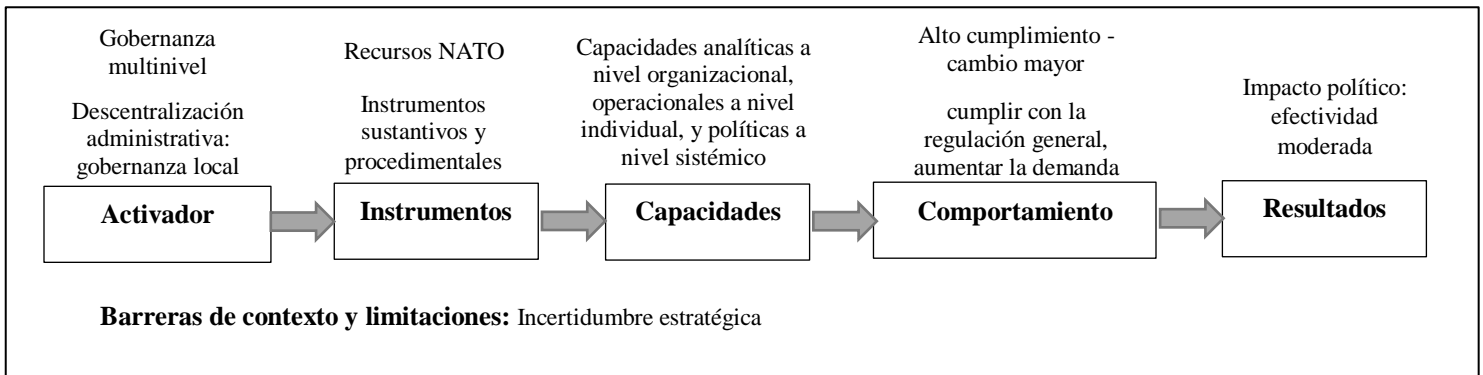 Gobernanza
multinivel
Descentralización
administrativa:
gobernanza local
Activador
Recursos NATO
Instrumentos
sustantivos y
procedimentales
Instrumentos
Capacidades analíticas a
nivel organizacional,
operacionales a nivel
individual, y políticas a
nivel sistémico
Capacidades
Alto cumplimiento -
cambio mayor
cumplir con la
regulación general,
aumentar la demanda
Comportamiento
Impacto político:
efectividad
moderada
Resultados
Barreras de contexto y limitaciones: Incertidumbre estratégica